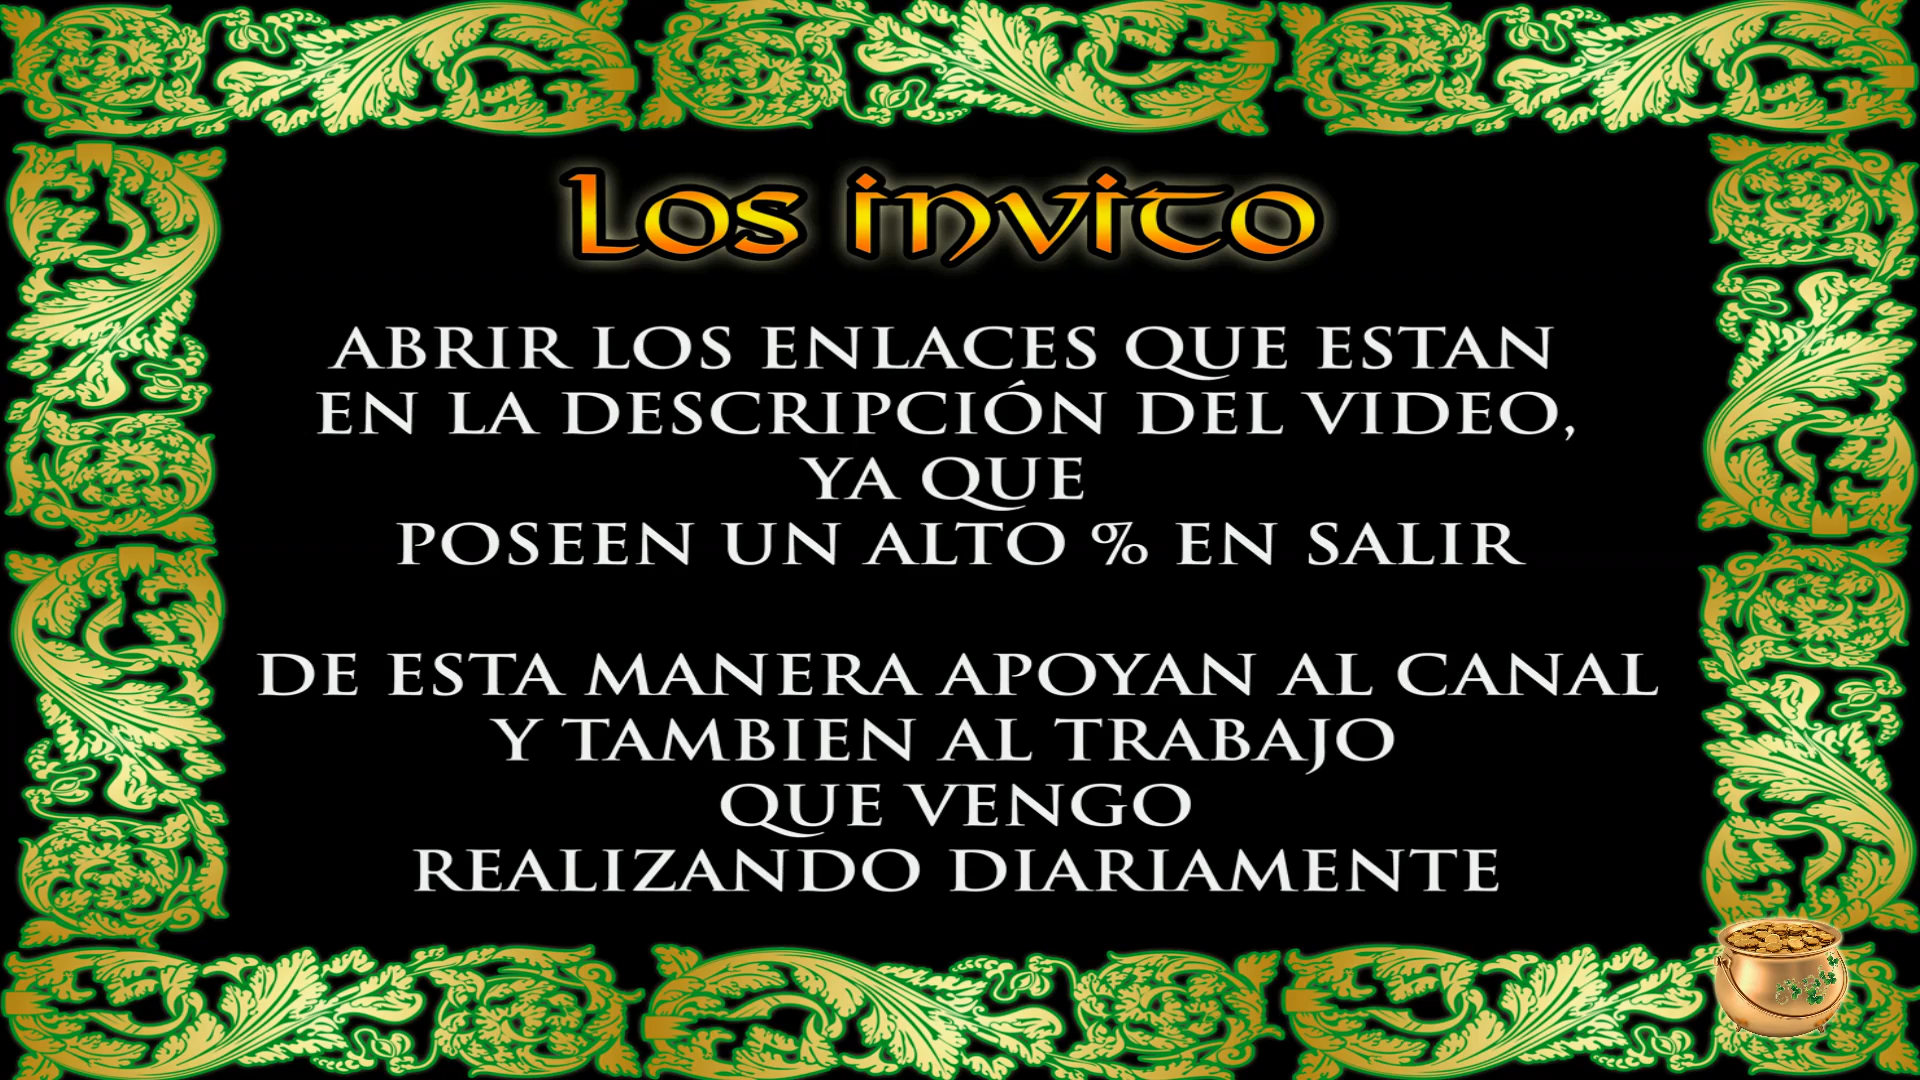 Los invito
ABRIR LOS ENLACES QUE ESTAN
EN LA DESCRIPCIÓN DEL VIDEO,
YA QUE
POSEEN UN ALTO % EN SALIR
DE ESTA MANERA APOYAN AL CANAL
Y TAMBIEN AL TRABAJO
QUE VENGO
REALIZANDO DIARIAMENTE